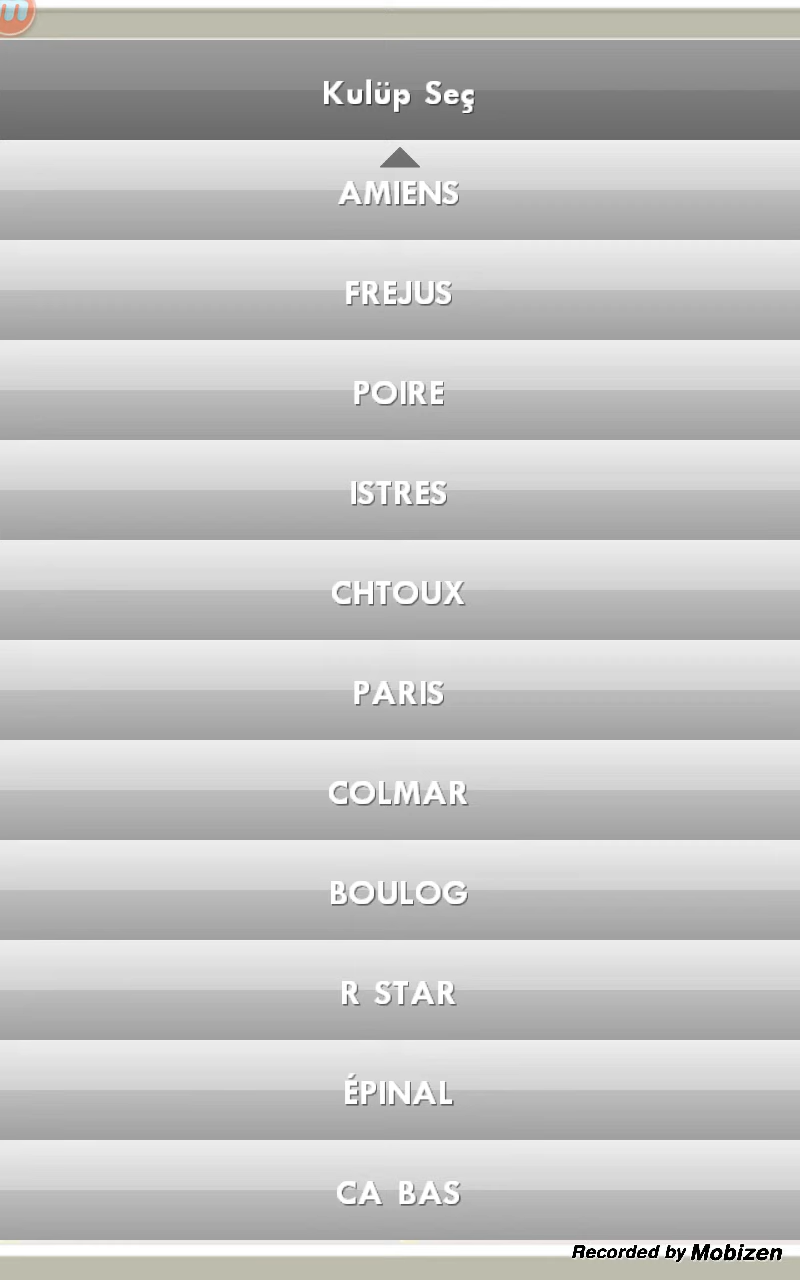 m
Kulüp Seç
AMIENS
FREJUS
POIRE
ISTRES
CHTOUX
PARIS
COLMAR
BOULOG
R STAR
ÉPINAL
CA BAS
Recorded by Mobizen